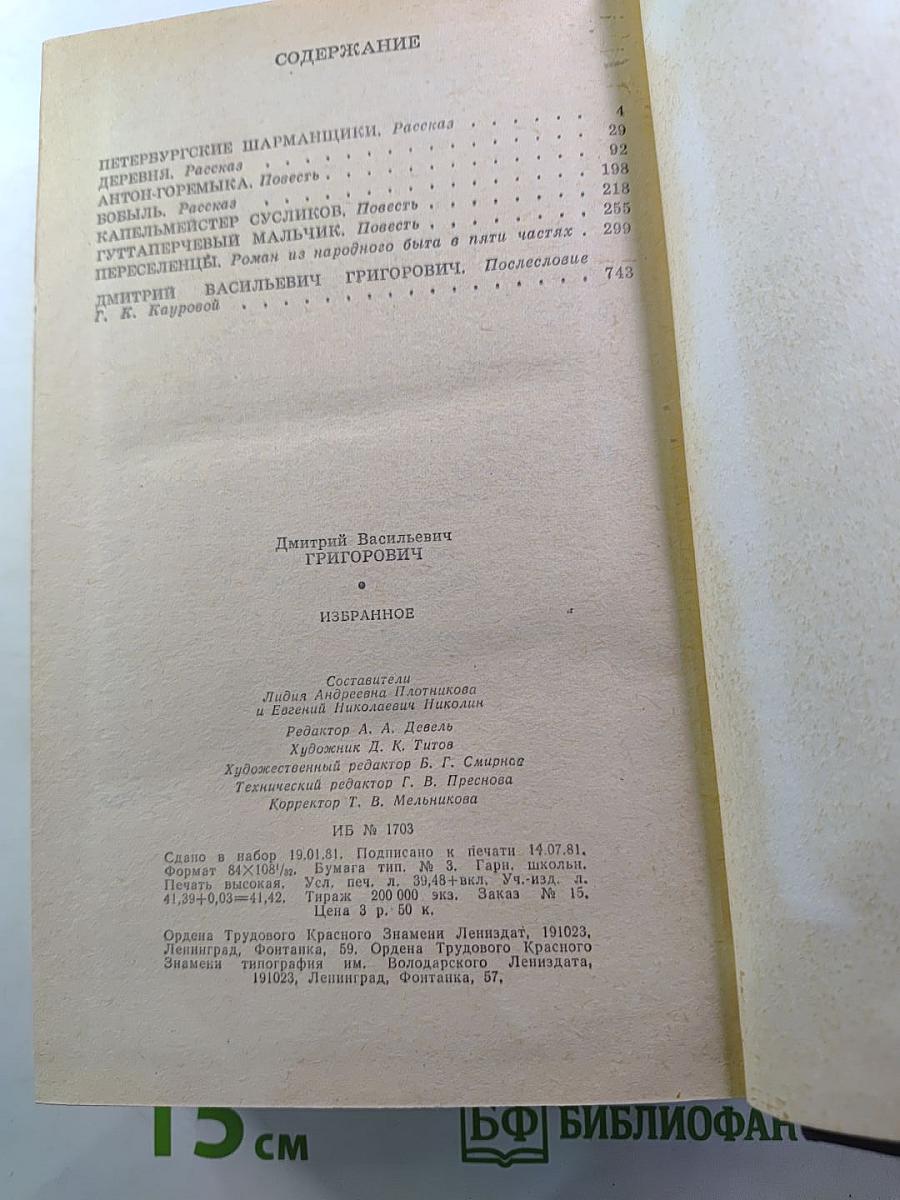 СОДЕРЖАНИЕ
ПЕТЕРБУРГСКИЕ ШАРМАНЩИКИ. Рассказ . . . . . . 4
ДЕРЕВНЯ. Рассказ . . . . . . . . . . . . . 29
АНТОН-ГОРЕМЫКА. Повесть . . . . . . . . . . 92
БОБЫЛЬ. Рассказ . . . . . . . . . . . . . 198
КАПЕЛЬМЕЙСТЕР СУСЛИКОВ. Повесть . . . . . . 218
ГУТТАПЕРЧЕВЫЙ МАЛЬЧИК. Повесть . . . . . . 255
ПЕРЕСЕЛЕНЦЫ. Роман из народного быта в пяти частях . 299
ДМИТРИЙ ВАСИЛЬЕВИЧ ГРИГОРОВИЧ. Послесловие
Г. К. Кауровой . . . . . . . . . . . . . 743
Дмитрий Васильевич
ГРИГОРОВИЧ
ИЗБРАННОЕ
Составители
Лидия Андреевна Плотникова
и Евгений Николаевич Николин
Редактор А. А. Девель
Художник Д. К. Титов
Художественный редактор Б. Г. Смирнов
Технический редактор Г. В. Преснова
Корректор Т. В. Мельникова
ИБ № 1703
Сдано в набор 19.01.81. Подписано к печати 14.07.81.
Формат 84×108¹/₃₂. Бумага тип. № 3. Гарн. школьн.
Печать высокая. Усл. печ. л. 39,48+вкл. Уч.-изд. л.
41,39+0,03=41,42. Тираж 200 000 экз. Заказ № 15.
Цена 3 р. 50 к.
Ордена Трудового Красного Знамени Лениздат, 191023,
Ленинград, Фонтанка, 59. Ордена Трудового Красного
Знамени типография им. Володарского Лениздата,
191023, Ленинград, Фонтанка, 57.
15 см
БФ БИБЛИОФАН